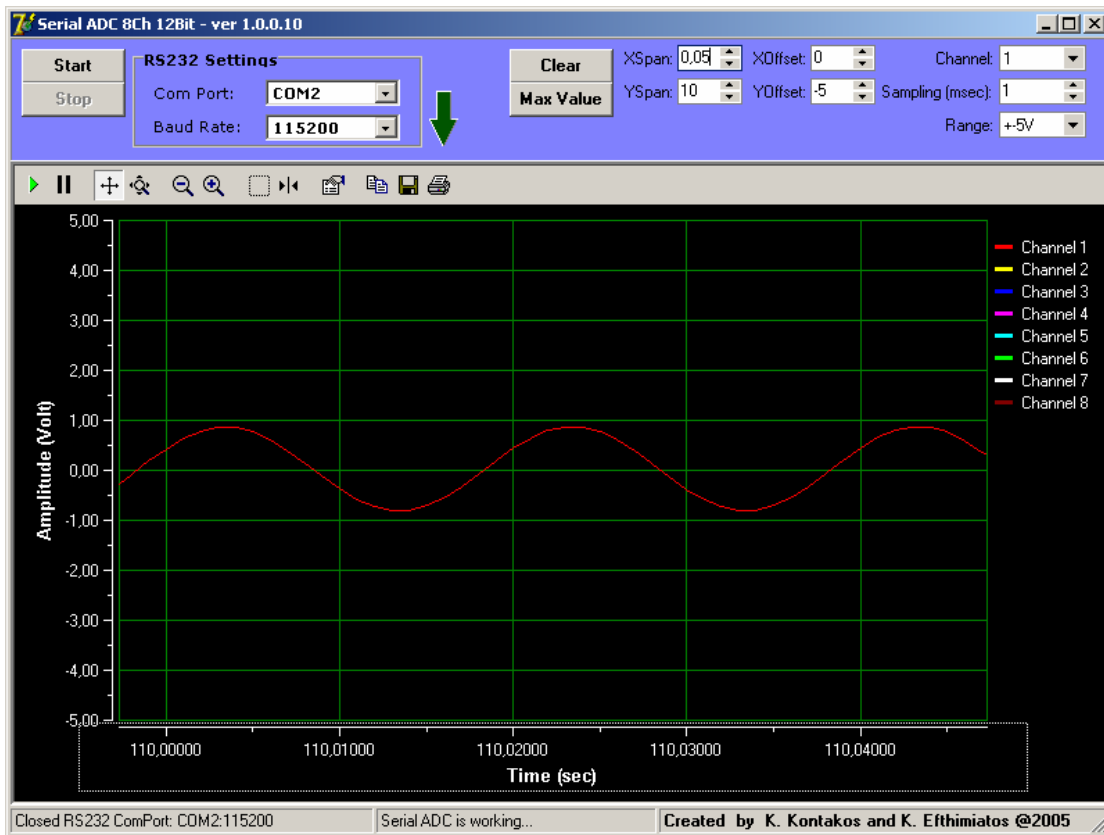 Serial ADC 8Ch 12Bit - ver 1.0.0.10
Start
Stop
RS232 Settings
Com Port: COM2
Baud Rate: 115200
Clear
Max Value
XSpan: 0,05 XOffset: 0 Channel: 1
YSpan: 10 YOffset: -5 Sampling (msec): 1
Range: +-5V
5,00
4,00
3,00
2,00
1,00
0,00
-1,00
-2,00
-3,00
-4,00
-5,00
Amplitude (Volt)
Channel 1
Channel 2
Channel 3
Channel 4
Channel 5
Channel 6
Channel 7
Channel 8
110,00000 110,01000 110,02000 110,03000 110,04000
Time (sec)
Closed RS232 ComPort: COM2:115200 Serial ADC is working... Created by K. Kontakos and K. Efthimiatos @2005